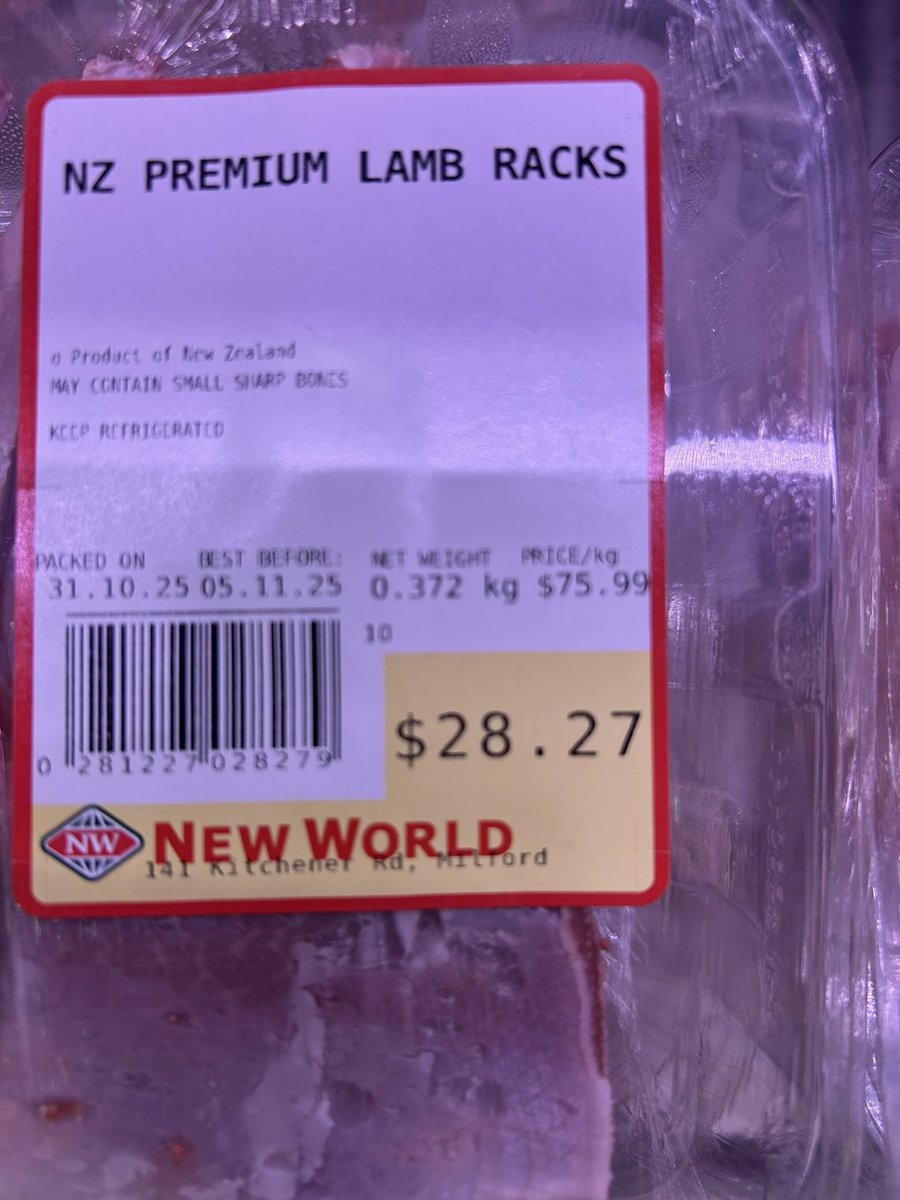 NZ PREMIUM LAMB RACKS
o Product of New Zealand
MAY CONTAIN SMALL SHARP BONES
KEEP REFRIGERATED
PACKED ON BEST BEFORE: NET WEIGHT PRICE/kg
31.10.25 05.11.25 0.372 kg $75.99
10
$28.27
0 281227 028279
NW NEW WORLD
141 Kitchener Rd, Milford